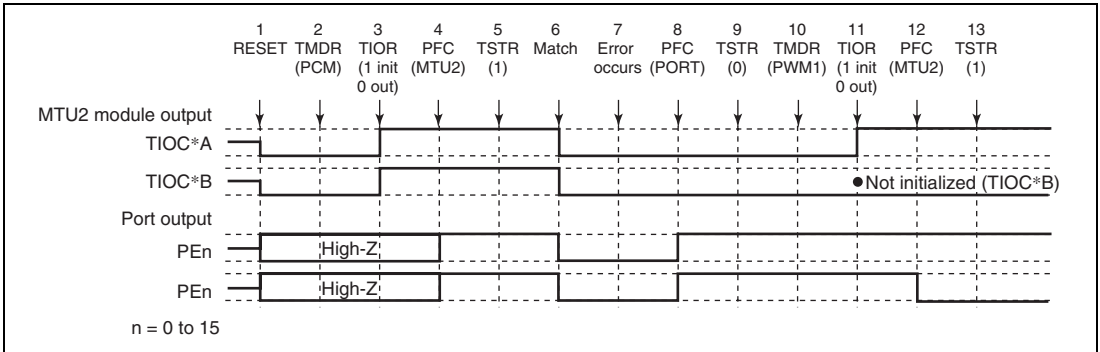 1 2 3 4 5 6 7 8 9 10 11 12 13
RESET TMDR TIOR PFC TSTR Match Error PFC TSTR TMDR TIOR PFC TSTR
(PCM) (1 init (MTU2) (1) occurs (PORT) (0) (PWM1) (1 init (MTU2) (1)
0 out) 0 out)
MTU2 module output
TIOC*A
TIOC*B
Not initialized (TIOC*B)
Port output
PEn High-Z
PEn High-Z
n = 0 to 15